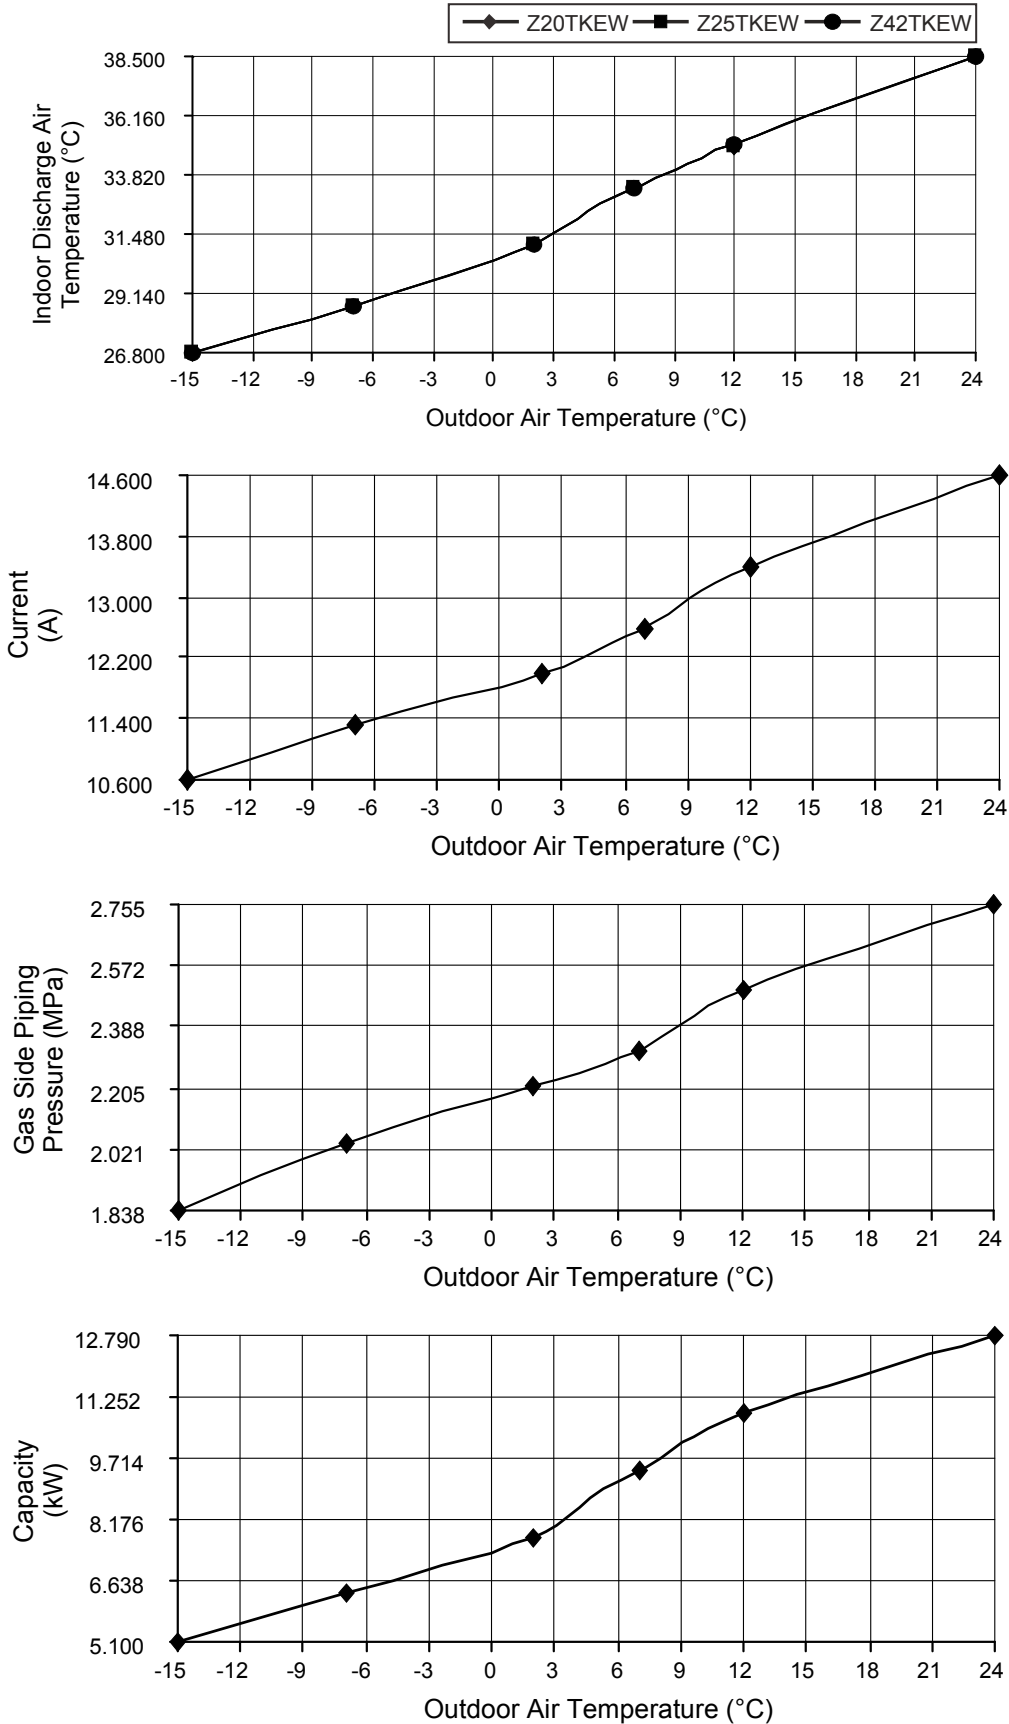 Z20TKEW Z25TKEW Z42TKEW
38.500
36.160
33.820
31.480
29.140
26.800
Indoor Discharge Air
Temperature (°C)
-15 -12 -9 -6 -3 0 3 6 9 12 15 18 21 24
Outdoor Air Temperature (°C)
14.600
13.800
13.000
12.200
11.400
10.600
Current
(A)
-15 -12 -9 -6 -3 0 3 6 9 12 15 18 21 24
Outdoor Air Temperature (°C)
2.755
2.572
2.388
2.205
2.021
1.838
Gas Side Piping
Pressure (MPa)
-15 -12 -9 -6 -3 0 3 6 9 12 15 18 21 24
Outdoor Air Temperature (°C)
12.790
11.252
9.714
8.176
6.638
5.100
Capacity
(kW)
-15 -12 -9 -6 -3 0 3 6 9 12 15 18 21 24
Outdoor Air Temperature (°C)